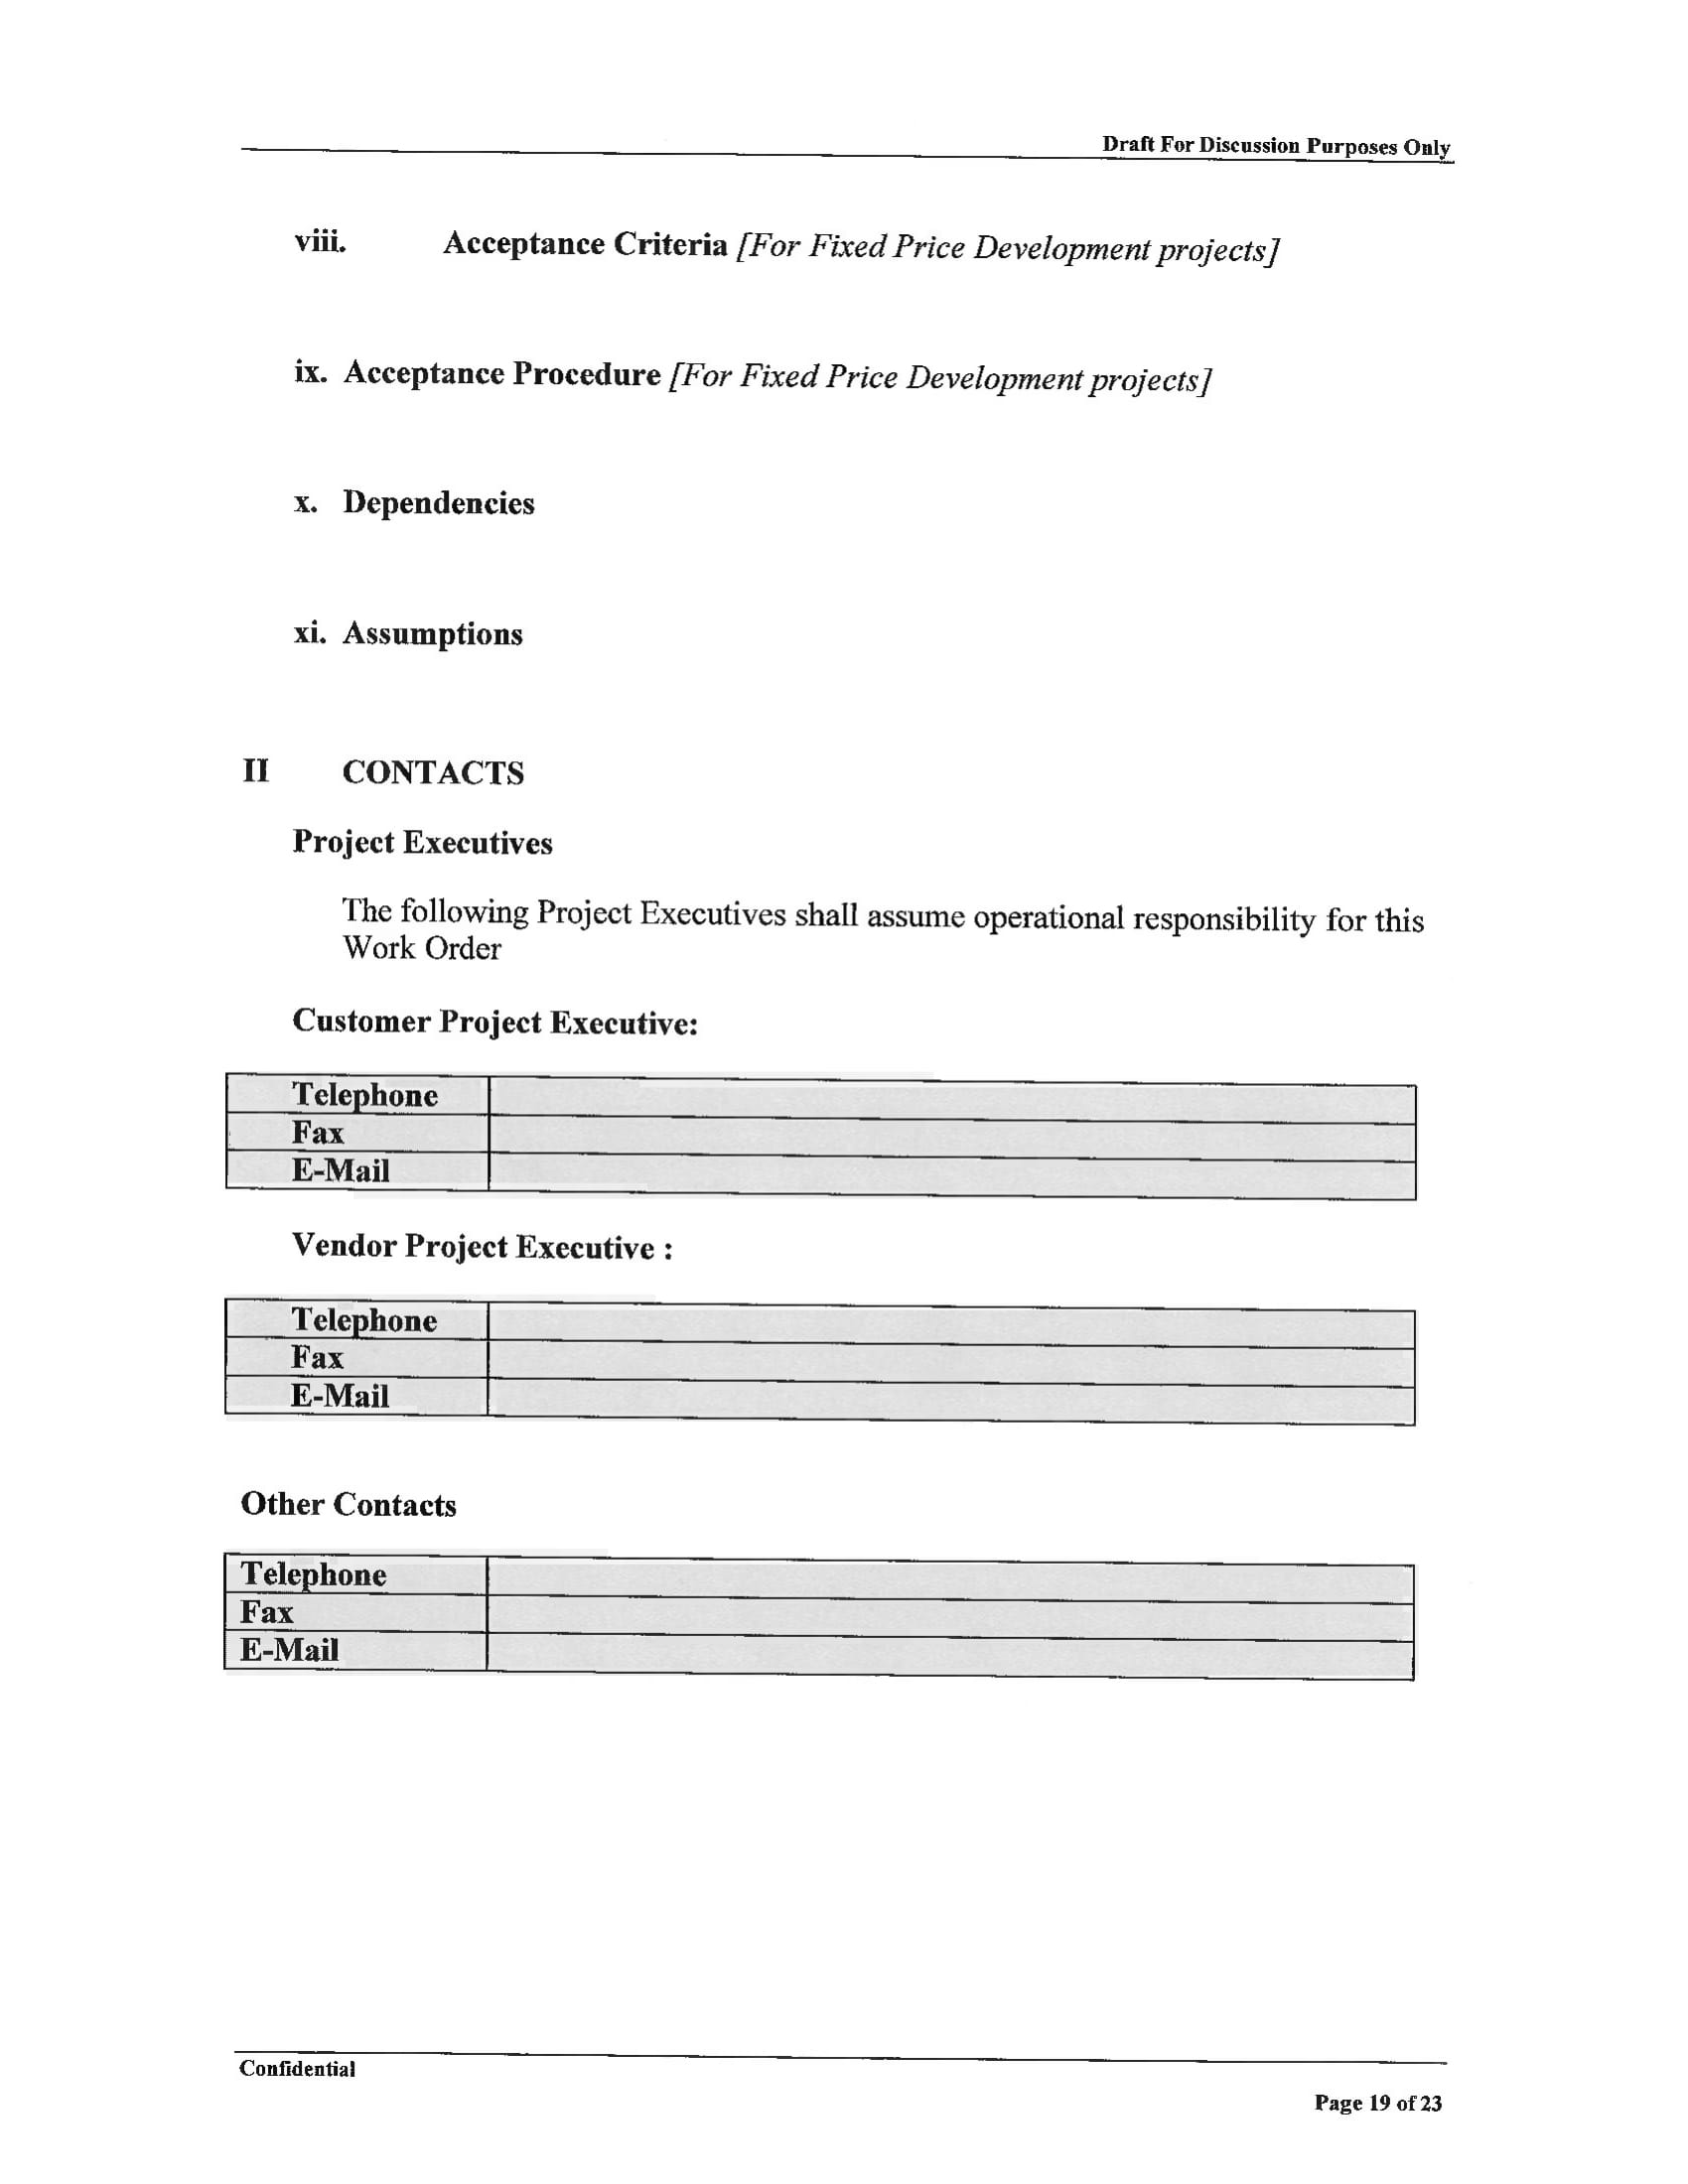 Draft For Discussion Purposes Only
viii. Acceptance Criteria [For Fixed Price Development projects]
ix. Acceptance Procedure [For Fixed Price Development projects]
x. Dependencies
xi. Assumptions
II CONTACTS
Project Executives
The following Project Executives shall assume operational responsibility for this
Work Order
Customer Project Executive:
Telephone
Fax
E-Mail
Vendor Project Executive :
Telephone
Fax
E-Mail
Other Contacts
Telephone
Fax
E-Mail
Confidential
Page 19 of 23